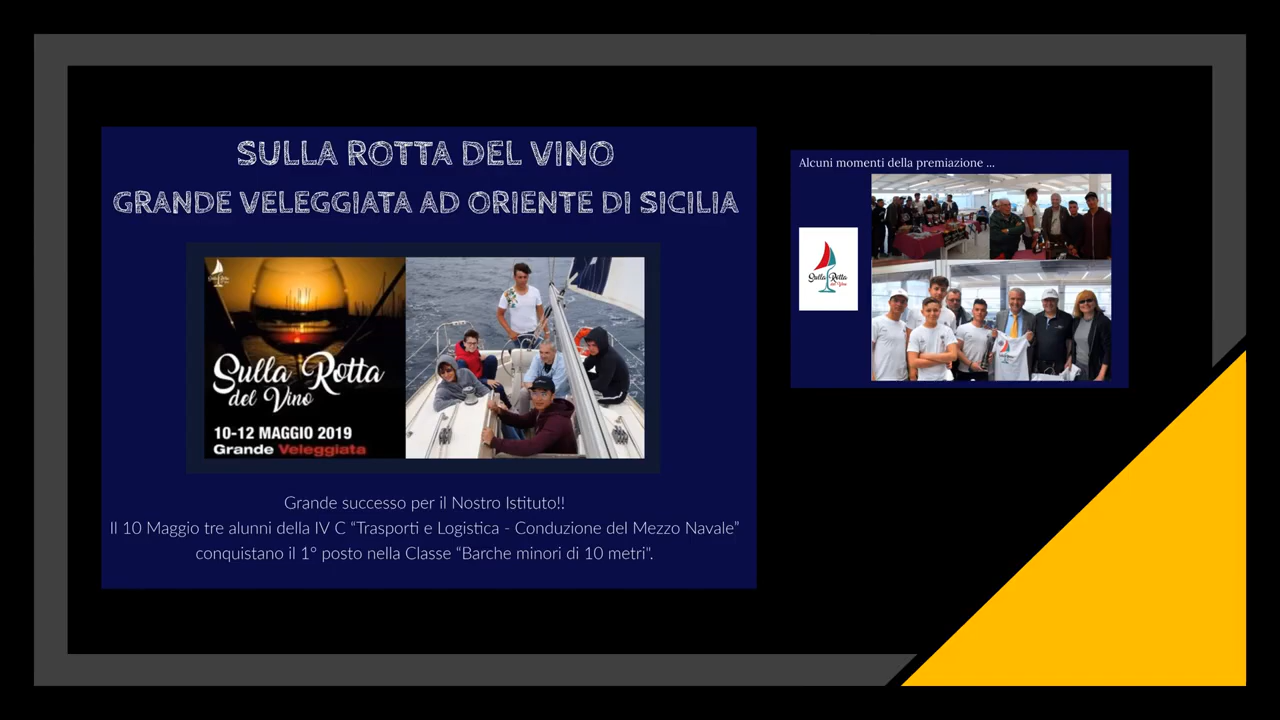 SULLA ROTTA DEL VINO
GRANDE VELEGGIATA AD ORIENTE DI SICILIA
Sulla Rotta
del Vino
10-12 MAGGIO 2019
Grande Veleggiata
Grande successo per il Nostro Istituto!!
Il 10 Maggio tre alunni della IV C “Trasporti e Logistica - Conduzione del Mezzo Navale”
conquistano il 1° posto nella Classe “Barche minori di 10 metri“.
Alcuni momenti della premiazione ...
Sulla Rotta
del Vino